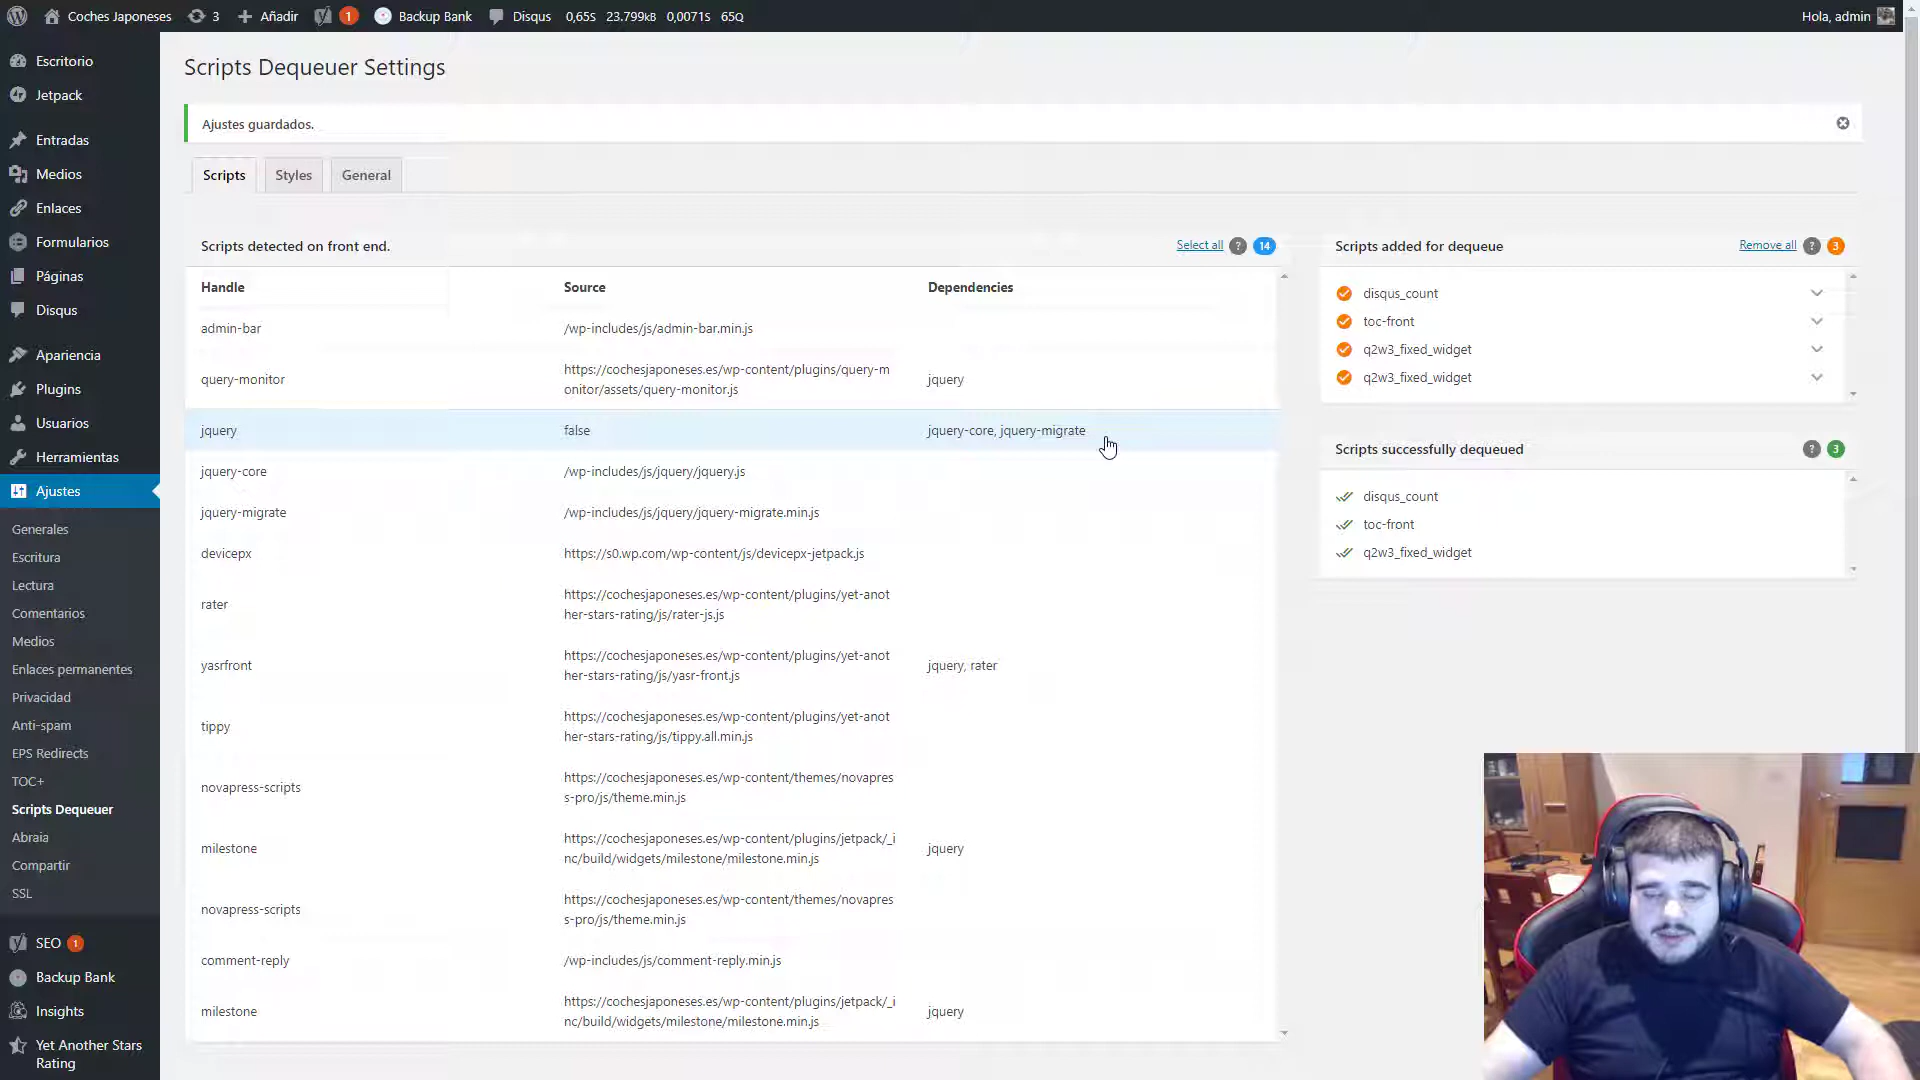 Coches Japoneses 3 Añadir 1 Backup Bank Disqus 0,65S 23.799KB 0,0071S 65Q Hola, admin
Escritorio
Jetpack
Entradas
Medios
Enlaces
Formularios
Páginas
Disqus
Apariencia
Plugins
Usuarios
Herramientas
Ajustes
Generales
Escritura
Lectura
Comentarios
Medios
Enlaces permanentes
Privacidad
Anti-spam
EPS Redirects
TOC+
Scripts Dequeuer
Abraia
Compartir
SSL
SEO 1
Backup Bank
Insights
Yet Another Stars
Rating
Scripts Dequeuer Settings
Ajustes guardados.
Scripts Styles General
Scripts detected on front end. Select all ? 14
Handle Source Dependencies
admin-bar /wp-includes/js/admin-bar.min.js
query-monitor https://cochesjaponeses.es/wp-content/plugins/query-m
onitor/assets/query-monitor.js jquery
jquery false jquery-core, jquery-migrate
jquery-core /wp-includes/js/jquery/jquery.js
jquery-migrate /wp-includes/js/jquery/jquery-migrate.min.js
devicepx https://s0.wp.com/wp-content/js/devicepx-jetpack.js
rater https://cochesjaponeses.es/wp-content/plugins/yet-anot
her-stars-rating/js/rater-js.js
yasrfront https://cochesjaponeses.es/wp-content/plugins/yet-anot
her-stars-rating/js/yasr-front.js jquery, rater
tippy https://cochesjaponeses.es/wp-content/plugins/yet-anot
her-stars-rating/js/tippy.all.min.js
novapress-scripts https://cochesjaponeses.es/wp-content/themes/novapres
s-pro/js/theme.min.js
milestone https://cochesjaponeses.es/wp-content/plugins/jetpack/_i
nc/build/widgets/milestone/milestone.min.js jquery
novapress-scripts https://cochesjaponeses.es/wp-content/themes/novapres
s-pro/js/theme.min.js
comment-reply /wp-includes/js/comment-reply.min.js
milestone https://cochesjaponeses.es/wp-content/plugins/jetpack/_i
nc/build/widgets/milestone/milestone.min.js jquery
Scripts added for dequeue Remove all ? 3
disqus_count
toc-front
q2w3_fixed_widget
q2w3_fixed_widget
Scripts successfully dequeued ? 3
disqus_count
toc-front
q2w3_fixed_widget